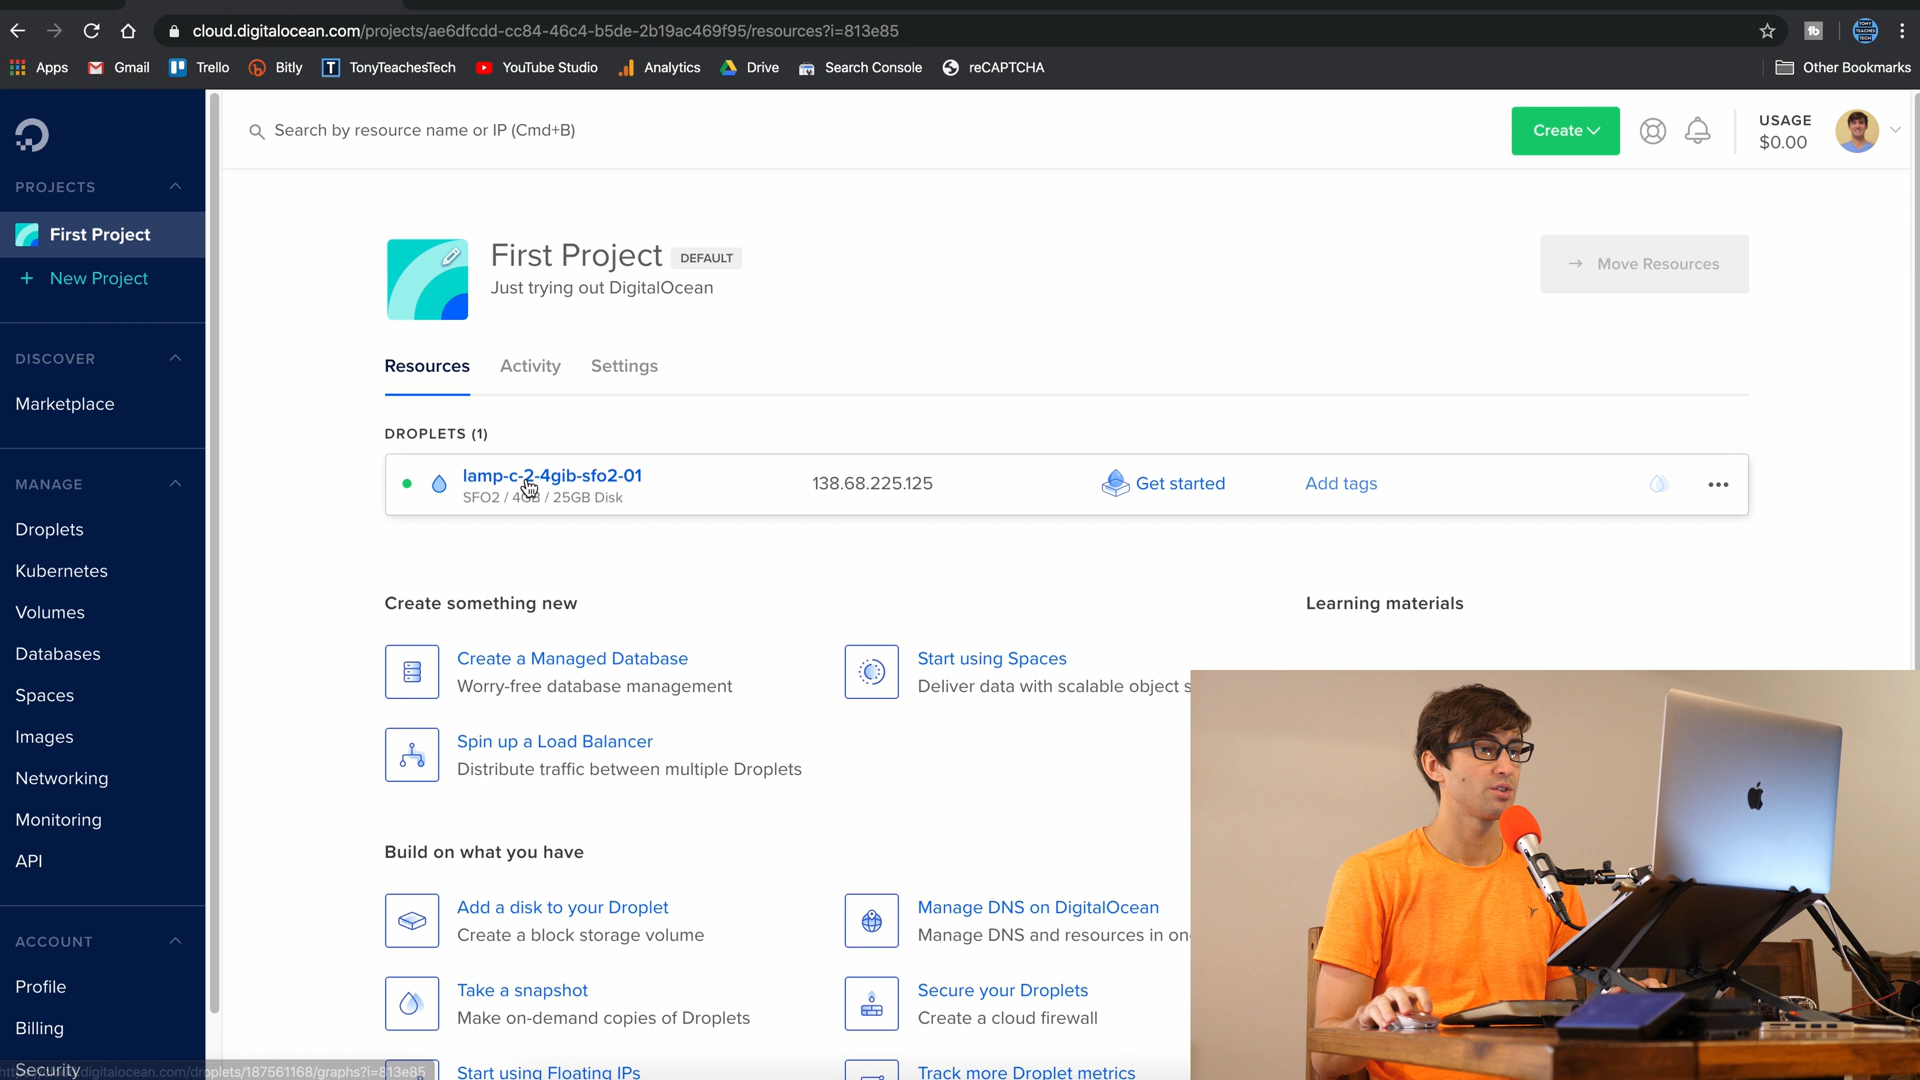 cloud.digitalocean.com/projects/ae6dfcdd-cc84-46c4-b5de-2b19ac469f95/resources?i=813e85
Apps Gmail Trello Bitly TonyTeachesTech YouTube Studio Analytics Drive Search Console reCAPTCHA Other Bookmarks
Search by resource name or IP (Cmd+B)
Create
USAGE
$0.00
PROJECTS
First Project
+ New Project
DISCOVER
Marketplace
MANAGE
Droplets
Kubernetes
Volumes
Databases
Spaces
Images
Networking
Monitoring
API
ACCOUNT
Profile
Billing
Security
First Project DEFAULT
Just trying out DigitalOcean
→ Move Resources
Resources Activity Settings
DROPLETS (1)
lamp-c-2-4gib-sfo2-01
SFO2 / 4GB / 25GB Disk
138.68.225.125
Get started
Add tags
Create something new
Create a Managed Database
Worry-free database management
Start using Spaces
Deliver data with scalable object s
Spin up a Load Balancer
Distribute traffic between multiple Droplets
Learning materials
Build on what you have
Add a disk to your Droplet
Create a block storage volume
Manage DNS on DigitalOcean
Manage DNS and resources in on
Take a snapshot
Make on-demand copies of Droplets
Secure your Droplets
Create a cloud firewall
Start using Floating IPs
Track more Droplet metrics
digitalocean.com/droplets/187561168/graphs?i=813e85